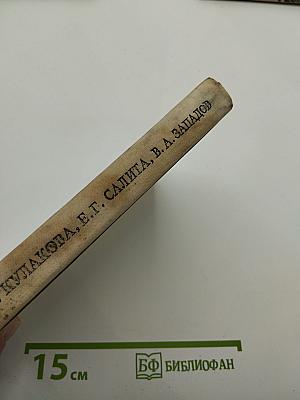 КУЛАКОВА, Е.Г. САЛИТА, В.А. ЗАПАДОВ
15 см
БФ БИБЛИОФАН